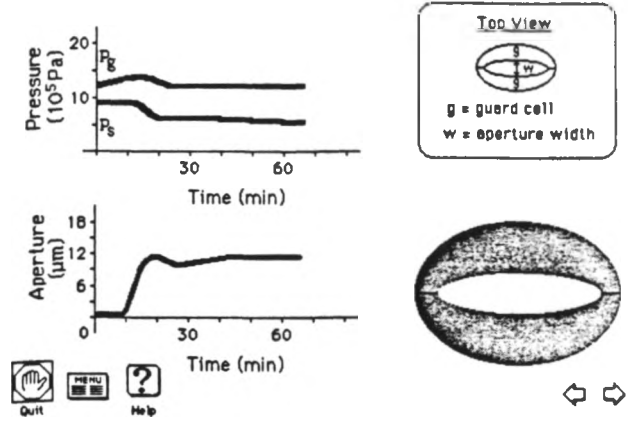 Pressure
(10⁵Pa)
20
10
Pg
Ps
30
60
Time (min)
Aperture
(µm)
18
12
6
0
30
60
Time (min)
Top View
g
w
g
g = guard cell
w = aperture width
Quit
MENU
?
Help